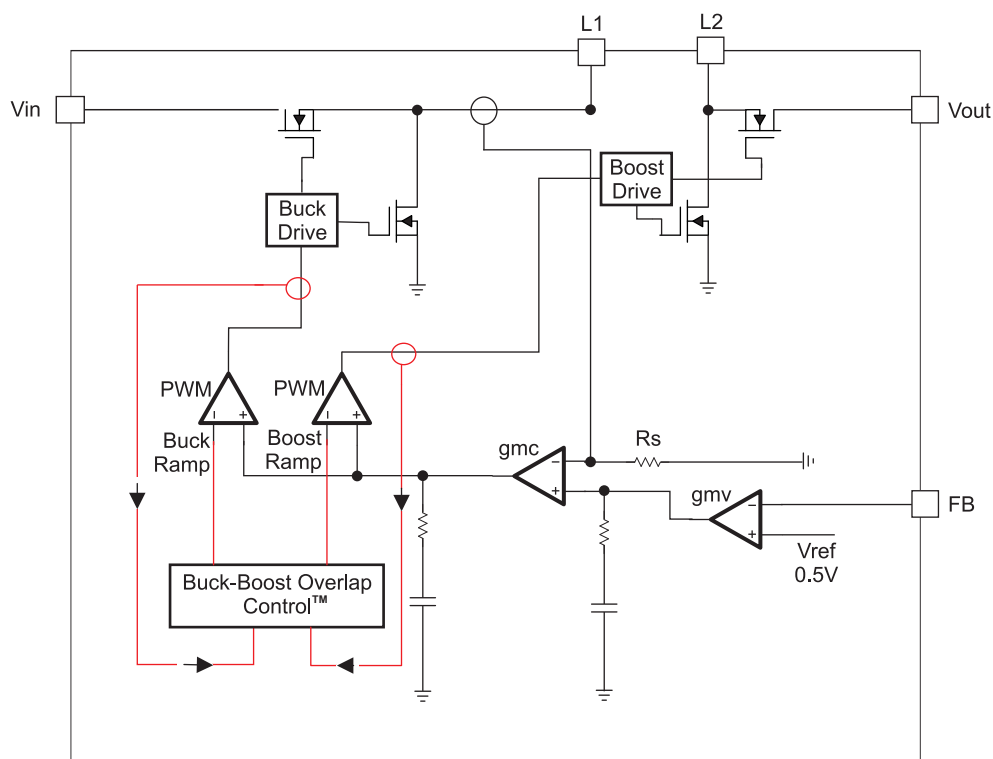 L1
L2
Vin
Vout
Buck
Drive
Boost
Drive
PWM
PWM
Buck
Ramp
Boost
Ramp
gmc
Rs
gmv
FB
Vref
0.5V
Buck-Boost Overlap
Control™